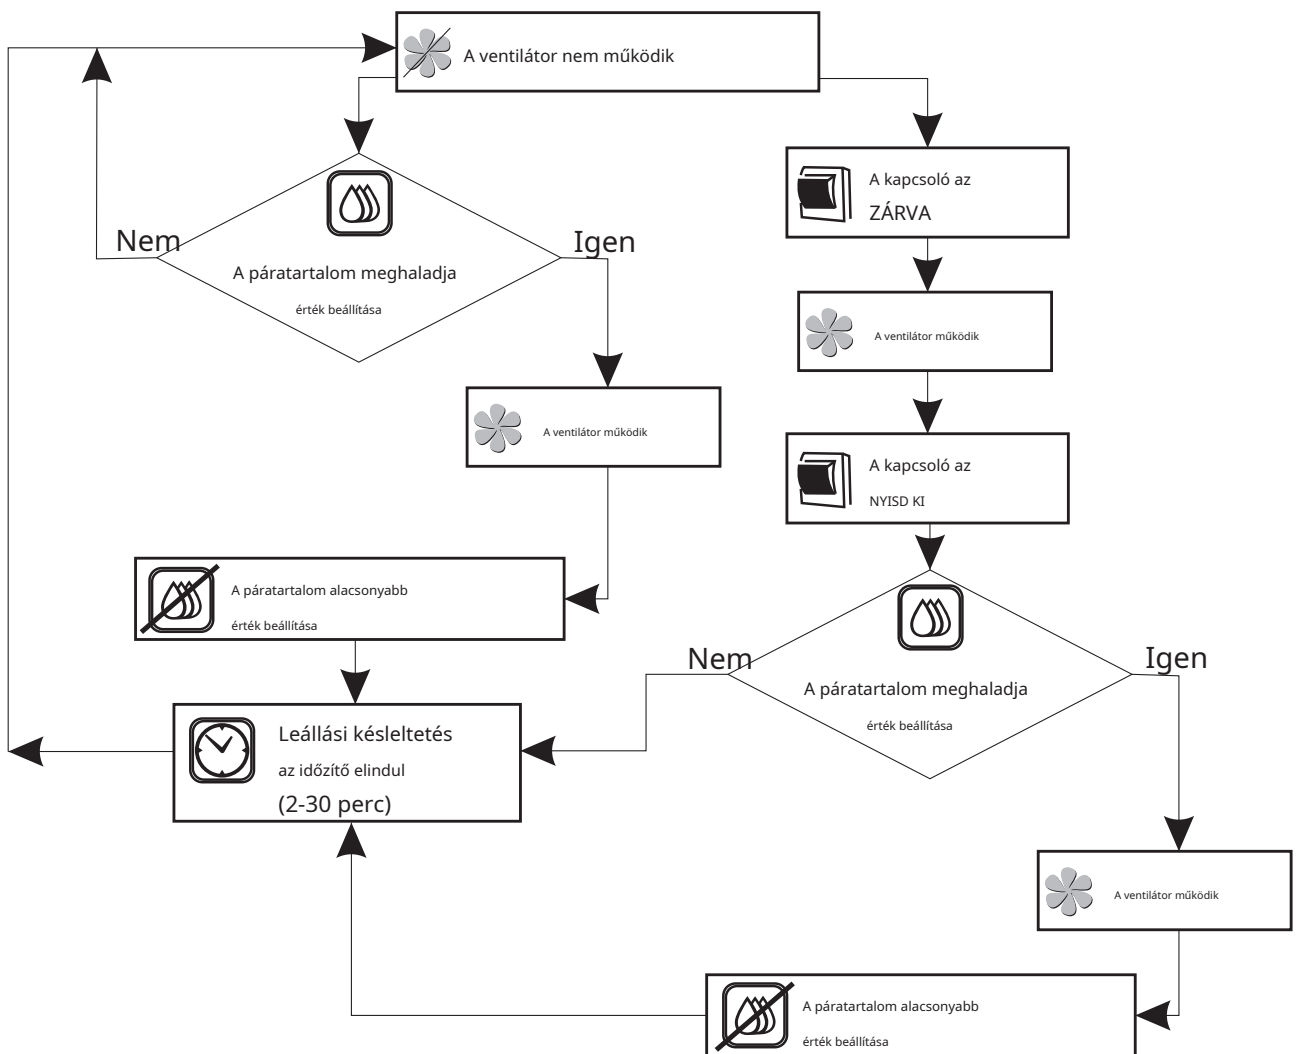 A ventilátor nem működik
A kapcsoló az
ZÁRVA
Nem
Igen
A páratartalom meghaladja
érték beállítása
A ventilátor működik
A ventilátor működik
A kapcsoló az
NYISD KI
A páratartalom alacsonyabb
érték beállítása
Nem
Igen
A páratartalom meghaladja
érték beállítása
Leállási késleltetés
az időzítő elindul
(2-30 perc)
A ventilátor működik
A páratartalom alacsonyabb
érték beállítása